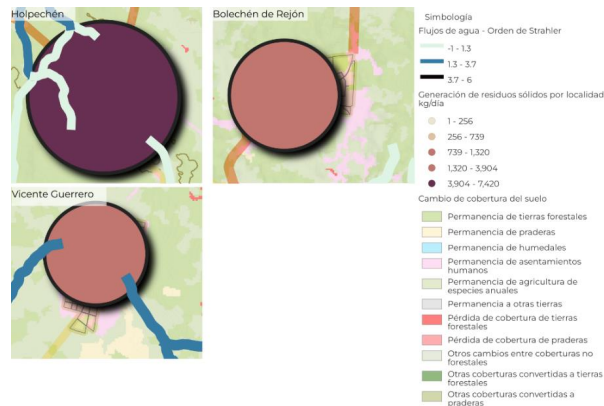 Holpechén
Bolechén de Rejón
Vicente Guerrero
Simbología
Flujos de agua - Orden de Strahler
-1 - 1.3
1.3 - 3.7
3.7 - 6
Generación de residuos sólidos por localidad
kg/día
1 - 256
256 - 739
739 - 1,320
1,320 - 3,904
3,904 - 7,420
Cambio de cobertura del suelo
Permanencia de tierras forestales
Permanencia de praderas
Permanencia de humedales
Permanencia de asentamientos
humanos
Permanencia de agricultura de
especies anuales
Permanencia a otras tierras
Pérdida de cobertura de tierras
forestales
Pérdida de cobertura de praderas
Otros cambios entre coberturas no
forestales
Otras coberturas convertidas a tierras
forestales
Otras coberturas convertidas a
praderas